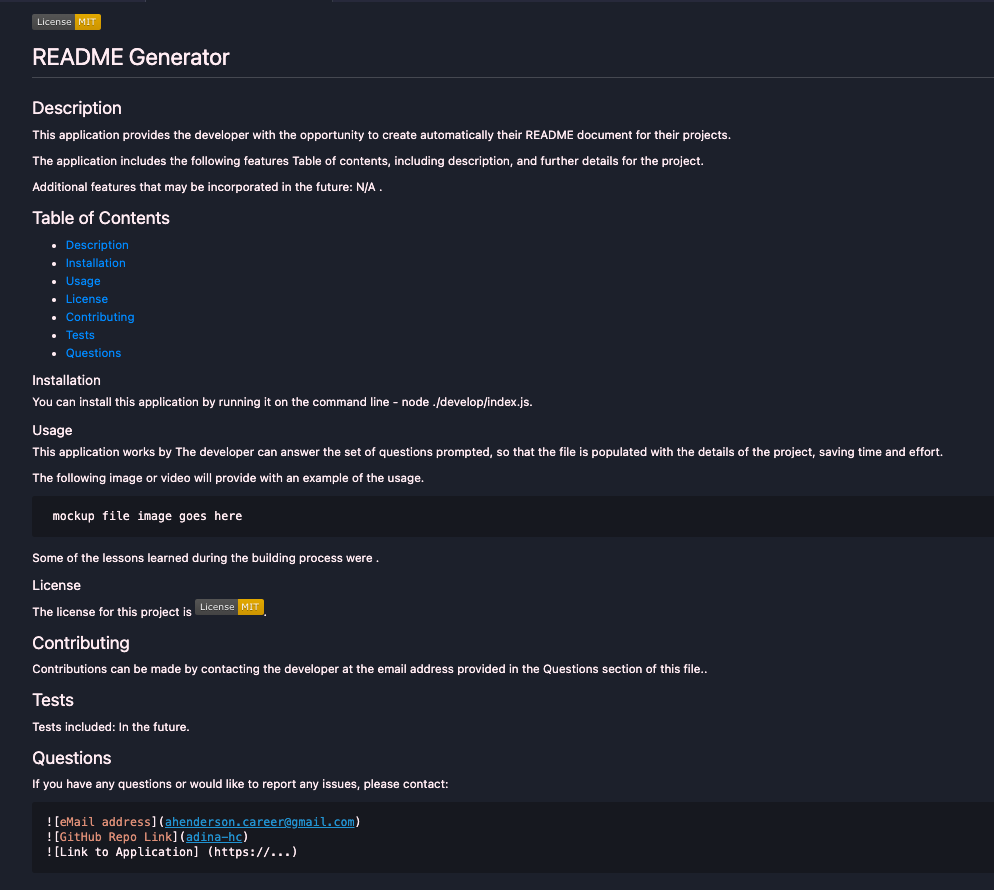 License MIT
README Generator
Description
This application provides the developer with the opportunity to create automatically their README document for their projects.
The application includes the following features Table of contents, including description, and further details for the project.
Additional features that may be incorporated in the future: N/A .
Table of Contents
Description
Installation
Usage
License
Contributing
Tests
Questions
Installation
You can install this application by running it on the command line - node ./develop/index.js.
Usage
This application works by The developer can answer the set of questions prompted, so that the file is populated with the details of the project, saving time and effort.
The following image or video will provide with an example of the usage.
mockup file image goes here
Some of the lessons learned during the building process were .
License
The license for this project is License MIT.
Contributing
Contributions can be made by contacting the developer at the email address provided in the Questions section of this file..
Tests
Tests included: In the future.
Questions
If you have any questions or would like to report any issues, please contact:
![eMail address](ahenderson.career@gmail.com)
![GitHub Repo Link](adina-hc)
![Link to Application] (https://...)